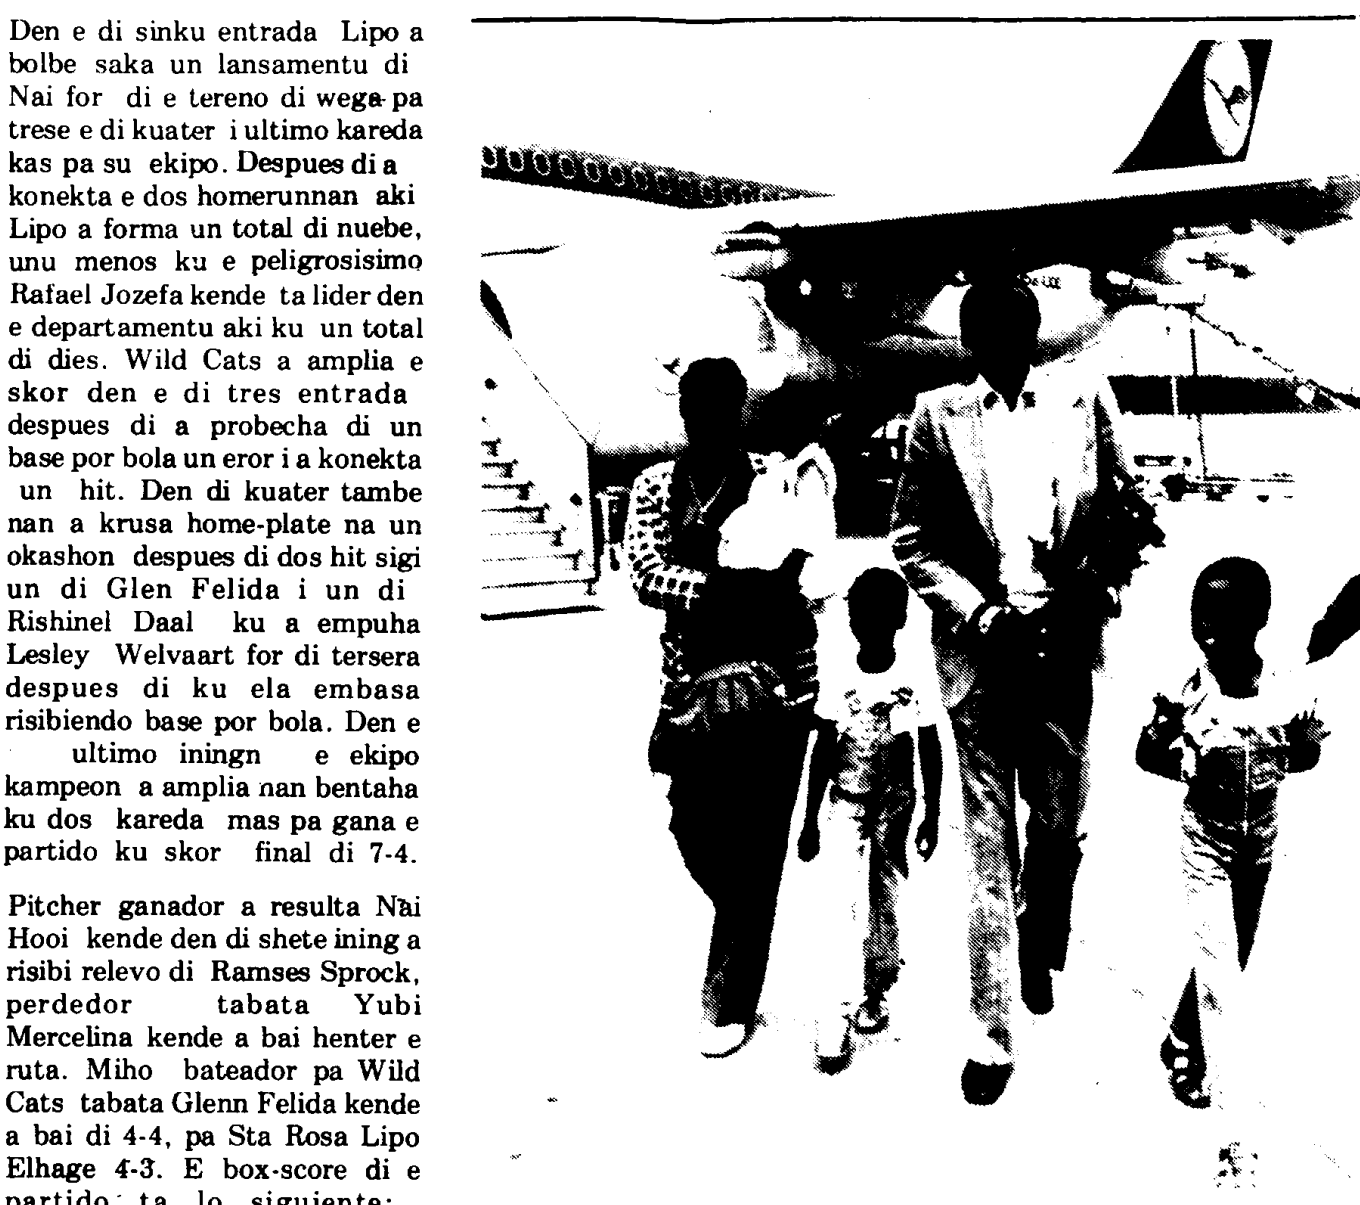 Den e di sinku entrada Lipo a
bolbe saka un lansamentu di
Nai for di e tereno di wega pa
trese e di kuater i ultimo kareda
kas pa su ekipo. Despues di a
konekta e dos homerunnan aki
Lipo a forma un total di nuebe,
unu menos ku e peligrosisimo
Rafael Jozefa kende ta lider den
e departamentu aki ku un total
di dies. Wild Cats a amplia e
skor den e di tres entrada
despues di a probecha di un
base por bola un eror i a konekta
un hit. Den di kuater tambe
nan a krusa home-plate na un
okashon despues di dos hit sigi
un di Glen Felida i un di
Rishinel Daal ku a empuha
Lesley Welvaart for di tersera
despues di ku ela embasa
risibiendo base por bola. Den e
ultimo iningn e ekipo
kampeon a amplia nan bentaha
ku dos kareda mas pa gana e
partido ku skor final di 7-4.
Pitcher ganador a resulta Nai
Hooi kende den di shete ining a
risibi relevo di Ramses Sprock,
perdedor tabata Yubi
Mercelina kende a bai henter e
ruta. Miho bateador pa Wild
Cats tabata Glenn Felida kende
a bai di 4-4, pa Sta Rosa Lipo
Elhage 4-3. E box-score di e
partido ta lo siguiente: